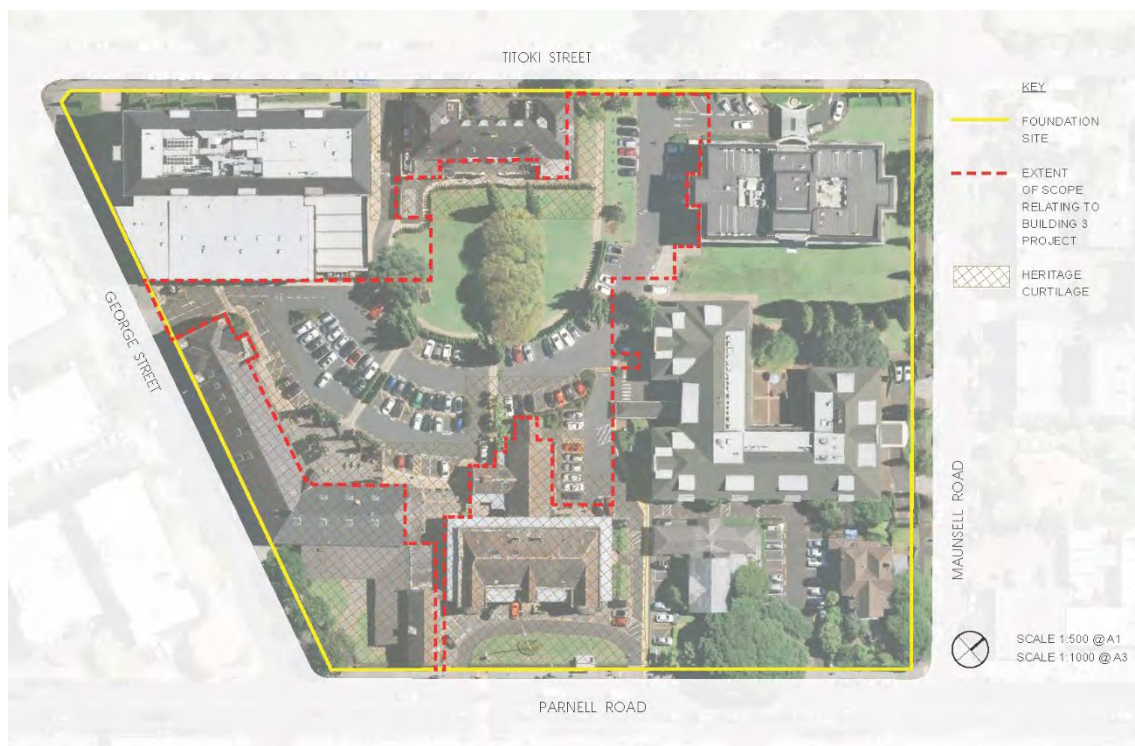 TITOKI STREET
GEORGE STREET
MAUNSELL ROAD
PARNELL ROAD
KEY
FOUNDATION
SITE
EXTENT
OF SCOPE
RELATING TO
BUILDING 3
PROJECT
HERITAGE
CURTILAGE
SCALE 1:500 @ A1
SCALE 1:1000 @ A3